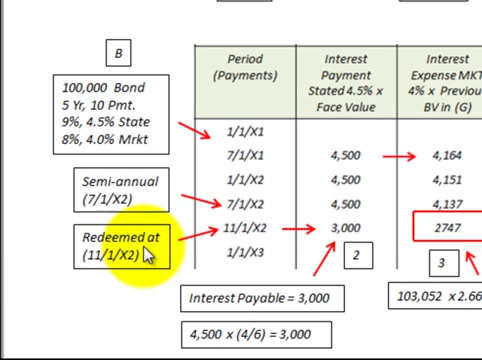 B
100,000 Bond
5 Yr, 10 Pmt.
9%, 4.5% State
8%, 4.0% Mrkt
Semi-annual
(7/1/X2)
Redeemed at
(11/1/X2)
Period
(Payments)
Interest
Payment
Stated 4.5% x
Face Value
Interest
Expense MKT
4% x Previou
BV in (G)
1/1/X1
7/1/X1 4,500 4,164
1/1/X2 4,500 4,151
7/1/X2 4,500 4,137
11/1/X2 3,000 2747
1/1/X3
2
3
Interest Payable = 3,000
103,052 x 2.66
4,500 x (4/6) = 3,000